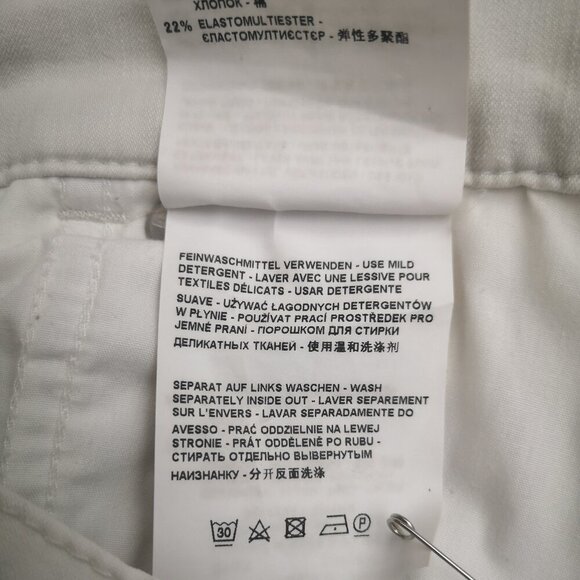 ХЛОПОК - 棉
22% ELASTOMULTIESTER -
ЄЛАСТОМУЛТИЄСТЄР - 弹性多聚酯
FEINWASCHMITTEL VERWENDEN - USE MILD
DETERGENT - LAVER AVEC UNE LESSIVE POUR
TEXTILES DÉLICATS - USAR DETERGENTE
SUAVE - UŻYWAĆ ŁAGODNYCH DETERGENTÓW
W PŁYNIE - POUŽÍVAT PRACÍ PROSTŘEDEK PRO
JEMNÉ PRANÍ - ПОРОШКОМ ДЛЯ СТИРКИ
ДЕЛИКАТНЫХ ТКАНЕЙ - 使用温和洗涤剂
SEPARAT AUF LINKS WASCHEN - WASH
SEPARATELY INSIDE OUT - LAVER SEPAREMENT
SUR L'ENVERS - LAVAR SEPARADAMENTE DO
AVESSO - PRAĆ ODDZIELNIE NA LEWEJ
STRONIE - PRÁT ODDĚLENĚ PO RUBU -
СТИРАТЬ ОТДЕЛЬНО ВЫВЕРНУТЫМ
НАИЗНАНКУ - 分开反面洗涤
30 P